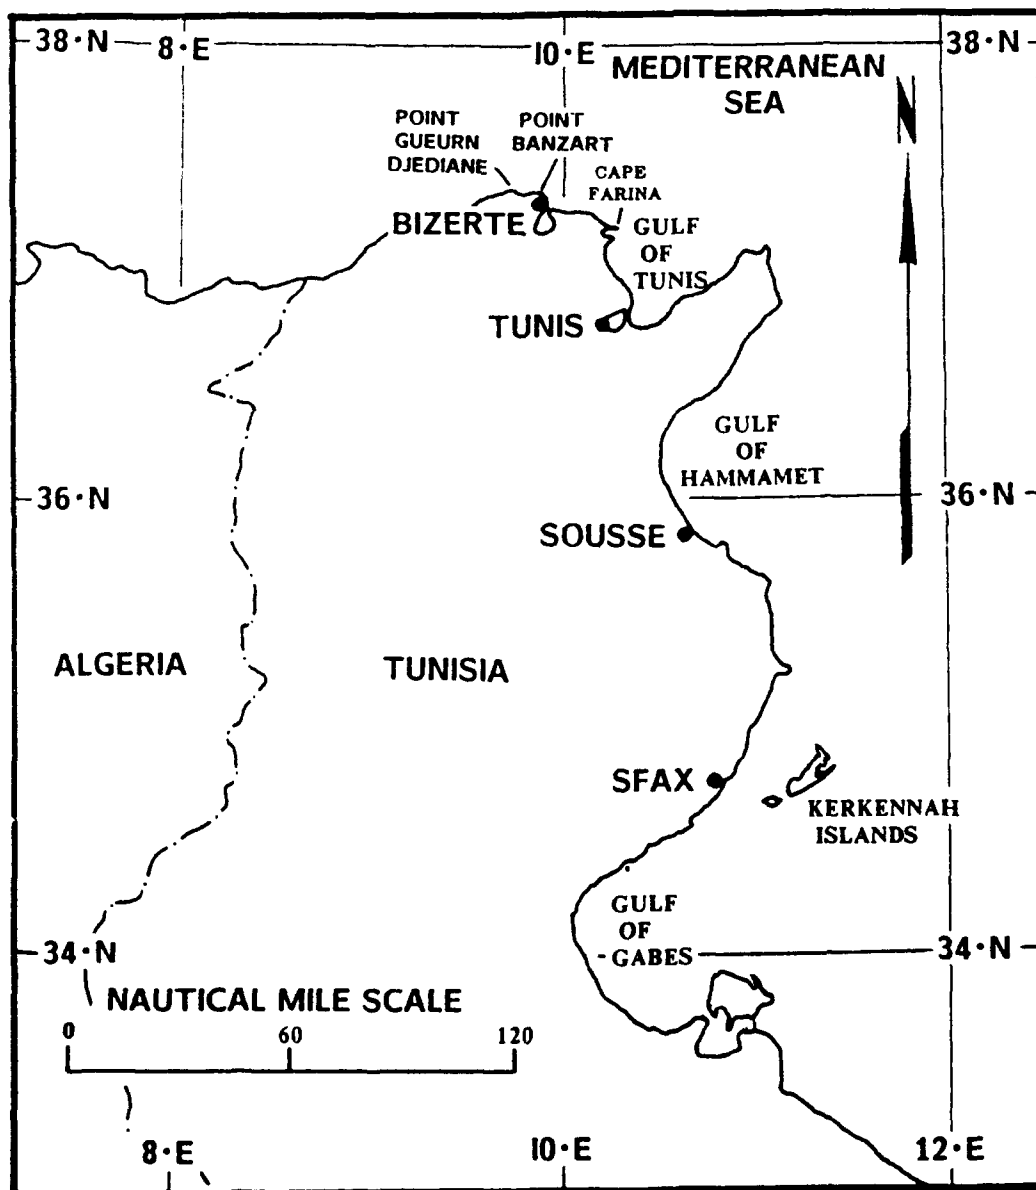 38·N
8·E
10·E
38·N
MEDITERRANEAN
SEA
N
POINT
GUEURN
DJEDIANE
POINT
BANZART
CAPE
FARINA
BIZERTE
GULF
OF
TUNIS
TUNIS
GULF
OF
HAMMAMET
36·N
36·N
SOUSSE
ALGERIA
TUNISIA
SFAX
KERKENNAH
ISLANDS
GULF
OF
GABES
34·N
34·N
NAUTICAL MILE SCALE
0 60 120
8·E
10·E
12·E